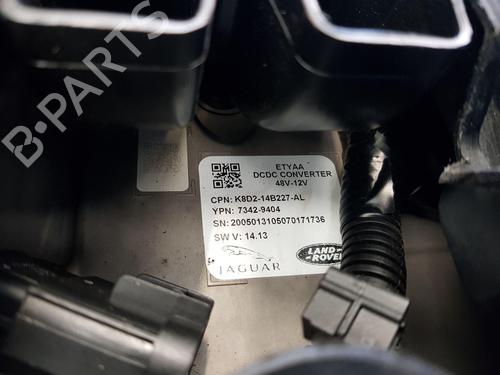 B-PARTS
ETYAA
DCDC CONVERTER
48V-12V
CPN: K8D2-14B227-AL
YPN: 7342-9404
SN: 2005013105070171736
SW V: 14.13
JAGUAR
LAND-
ROVER